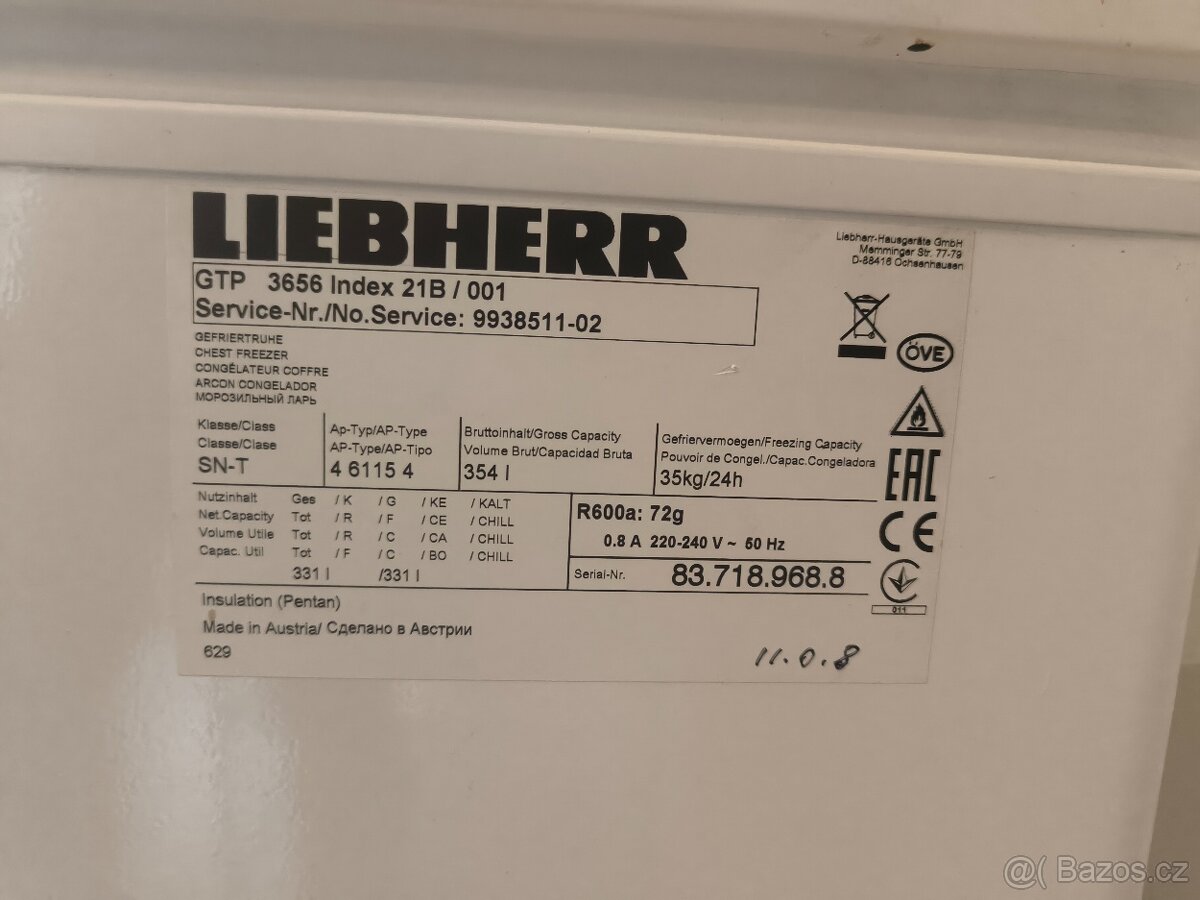 LIEBHERR
Liebherr-Hausgeräte GmbH
Memminger Str. 77-79
D-88416 Ochsenhausen
GTP 3656 Index 21B / 001
Service-Nr./No.Service: 9938511-02
ÖVE
GEFRIERTRUHE
CHEST FREEZER
CONGÉLATEUR COFFRE
ARCON CONGELADOR
МОРОЗИЛЬНЫЙ ЛАРЬ
Klasse/Class
Classe/Clase
SN-T
Ap-Typ/AP-Type
AP-Type/AP-Tipo
4 6115 4
Bruttoinhalt/Gross Capacity
Volume Brut/Capacidad Bruta
354 l
Gefriervermoegen/Freezing Capacity
Pouvoir de Congel./Capac.Congeladora
35kg/24h
EAC
Nutzinhalt Ges / K / G / KE / KALT
Net.Capacity Tot / R / F / CE / CHILL
Volume Utile Tot / R / C / CA / CHILL
Capac. Util Tot / F / C / BO / CHILL
331 l /331 l
R600a: 72g
0.8 A 220-240 V ~ 50 Hz
CE
Serial-Nr. 83.718.968.8
011
Insulation (Pentan)
Made in Austria/ Сделано в Австрии
629
11.0.8
@( Bazos.cz